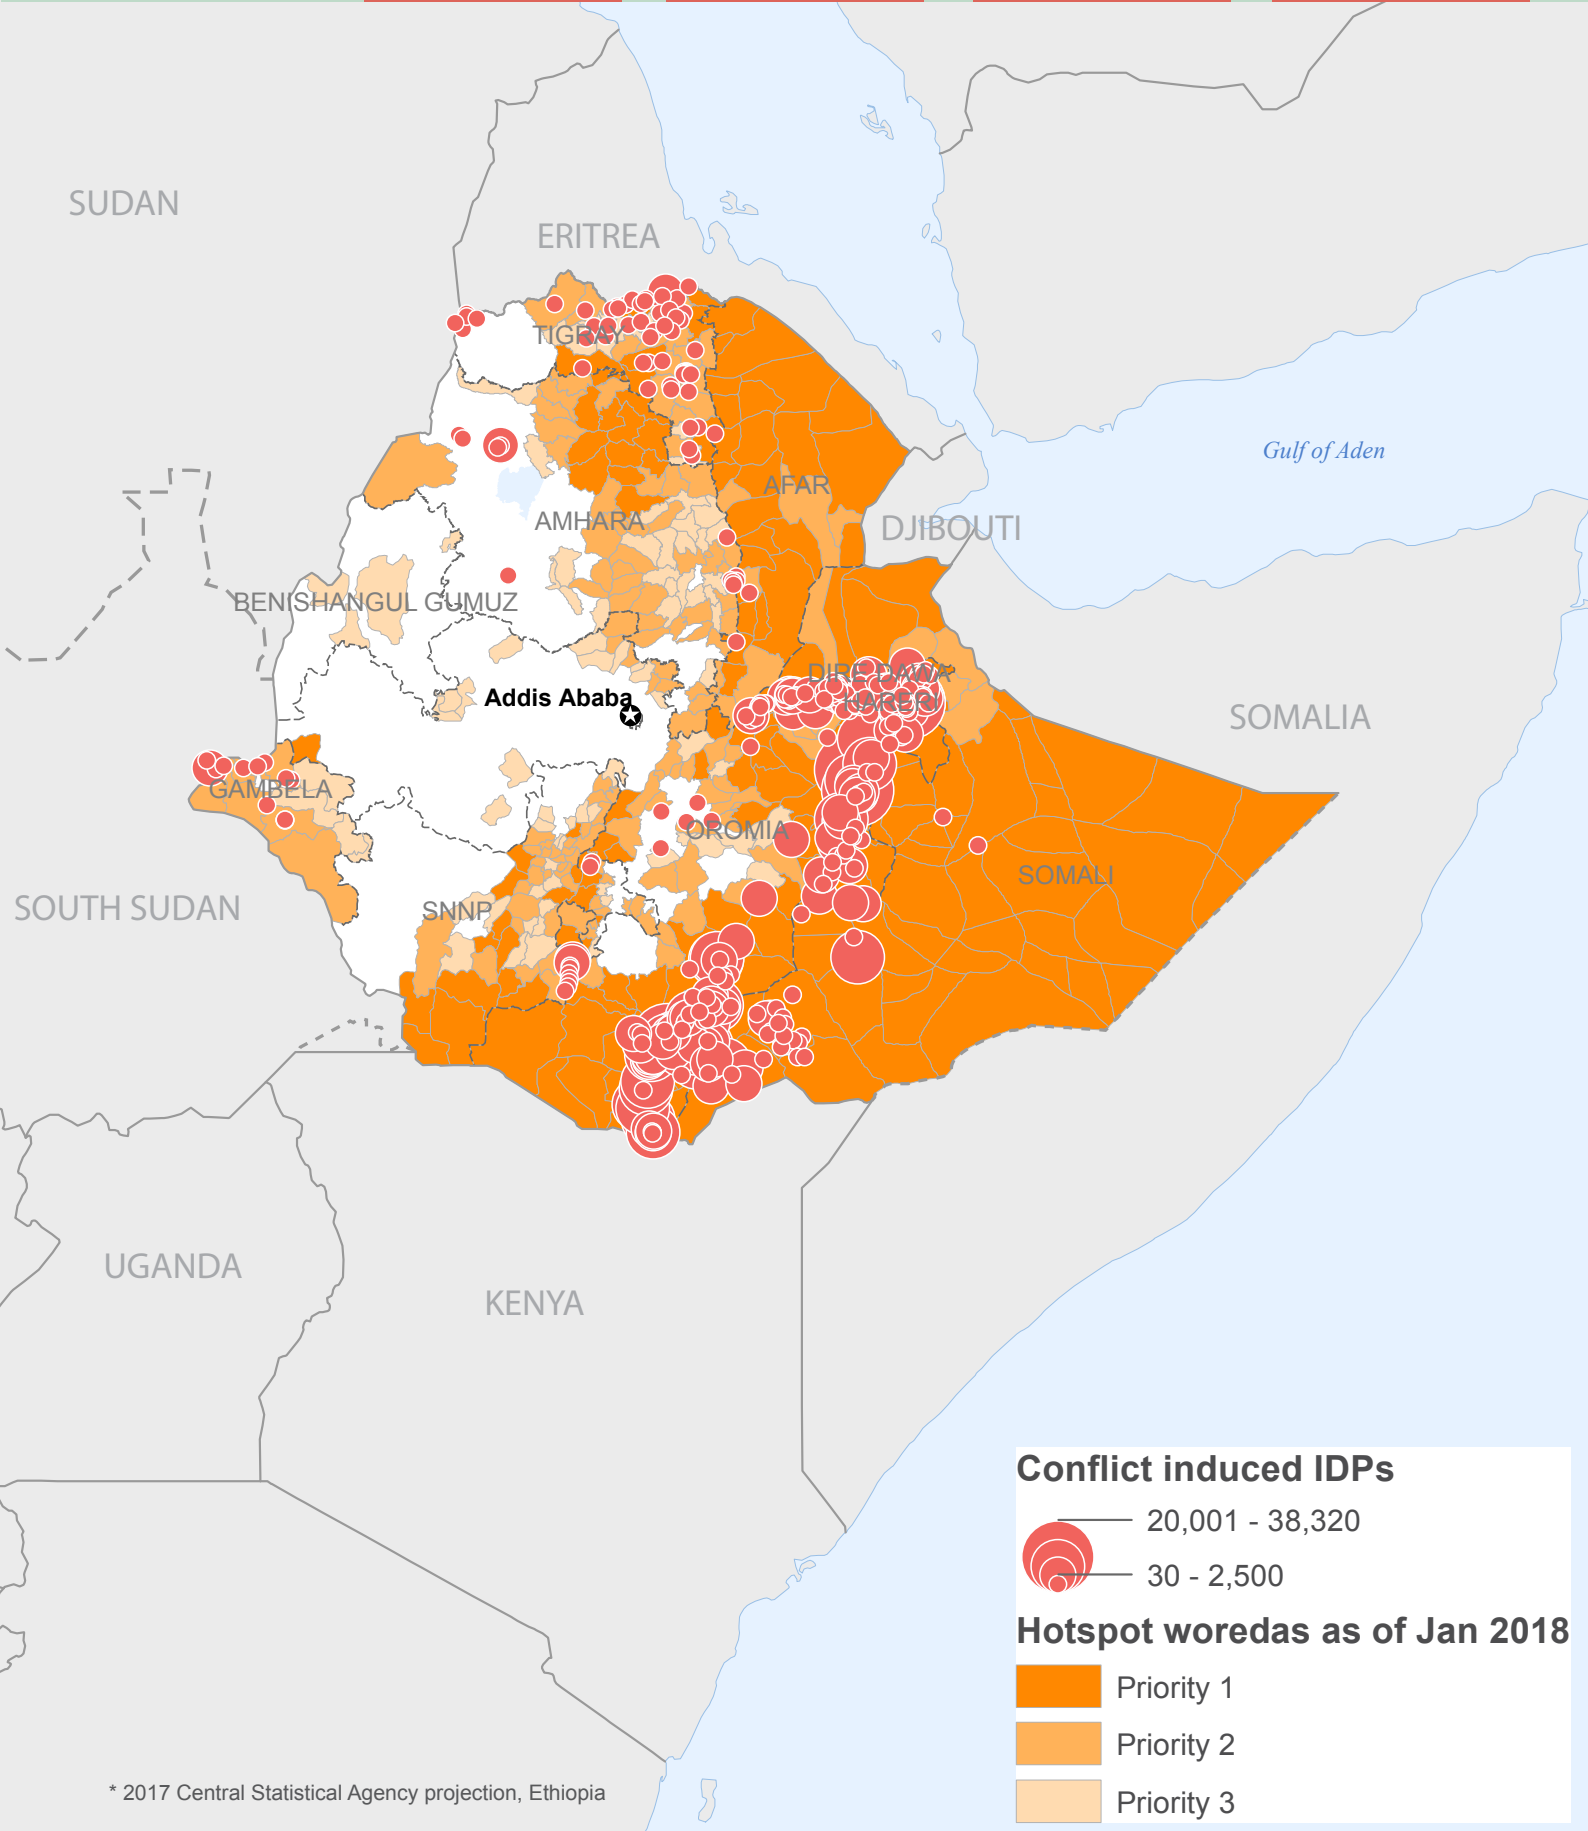 SUDAN
ERITREA
TIGRAY
Gulf of Aden
AFAR
AMHARA
DJIBOUTI
BENISHANGUL GUMUZ
DIRE DAWA
Addis Ababa
HARERI
SOMALIA
GAMBELA
OROMIA
SOMALI
SOUTH SUDAN
SNNP
UGANDA
KENYA
Conflict induced IDPs
20,001 - 38,320
30 - 2,500
Hotspot woredas as of Jan 2018
Priority 1
Priority 2
Priority 3
* 2017 Central Statistical Agency projection, Ethiopia